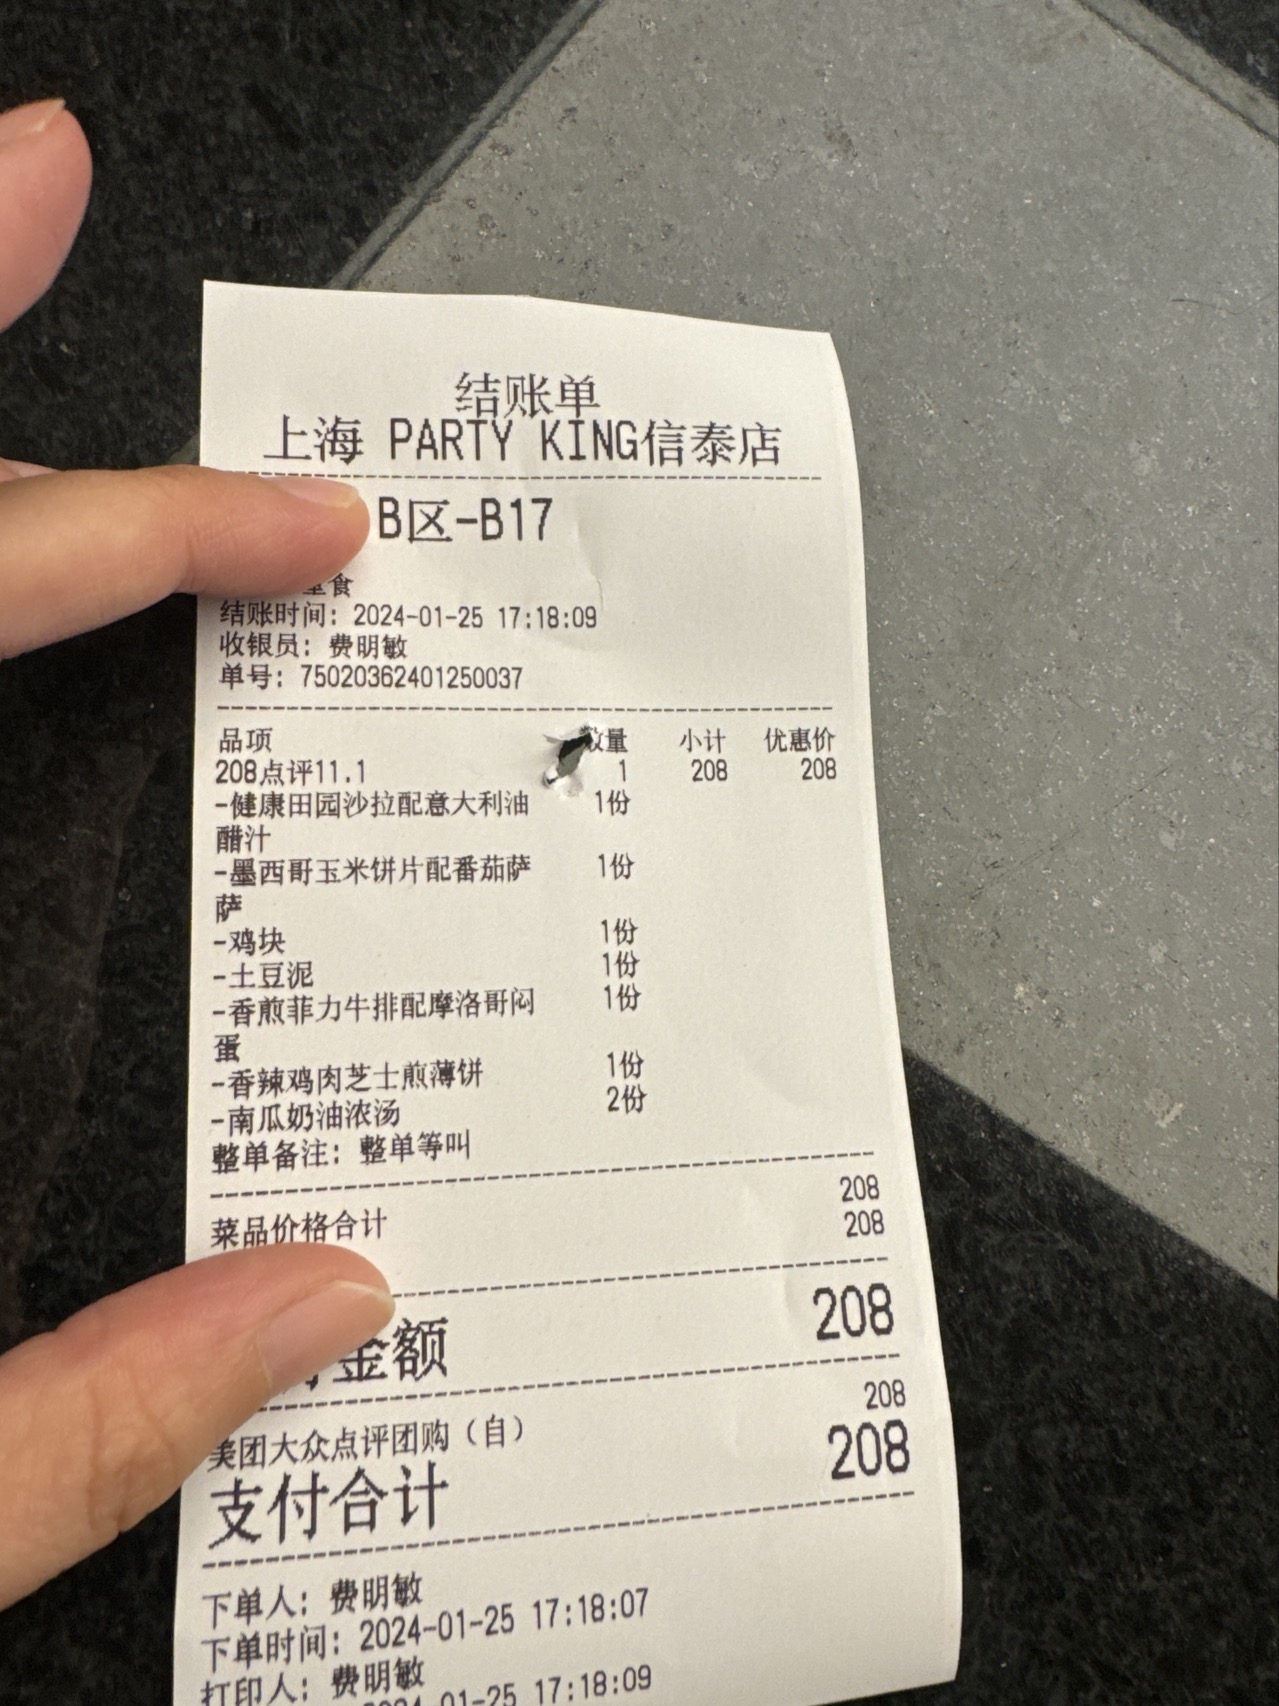 结账单
上海 PARTY KING信泰店
B区-B17
食
结账时间: 2024-01-25 17:18:09
收银员: 费明敏
单号: 75020362401250037
品项 数量 小计 优惠价
208点评11.1 1 208 208
-健康田园沙拉配意大利油 1份
醋汁
-墨西哥玉米饼片配番茄萨 1份
萨
-鸡块 1份
-土豆泥 1份
-香煎菲力牛排配摩洛哥闷 1份
蛋
-香辣鸡肉芝士煎薄饼 1份
-南瓜奶油浓汤 2份
整单备注: 整单等叫
208
菜品价格合计 208
金额 208
美团大众点评团购（自） 208
支付合计 208
下单人: 费明敏
下单时间: 2024-01-25 17:18:07
打印人: 费明敏
2024-01-25 17:18:09